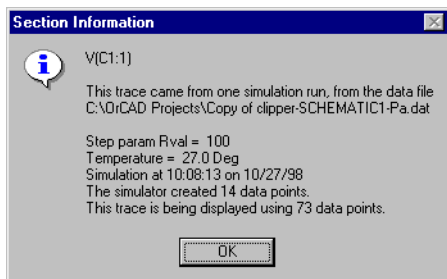 Section Information
V(C1:1)
This trace came from one simulation run, from the data file
C:\OrCAD Projects\Copy of clipper-SCHEMATIC1-Pa.dat
Step param Rval = 100
Temperature = 27.0 Deg
Simulation at 10:08:13 on 10/27/98
The simulator created 14 data points.
This trace is being displayed using 73 data points.
OK